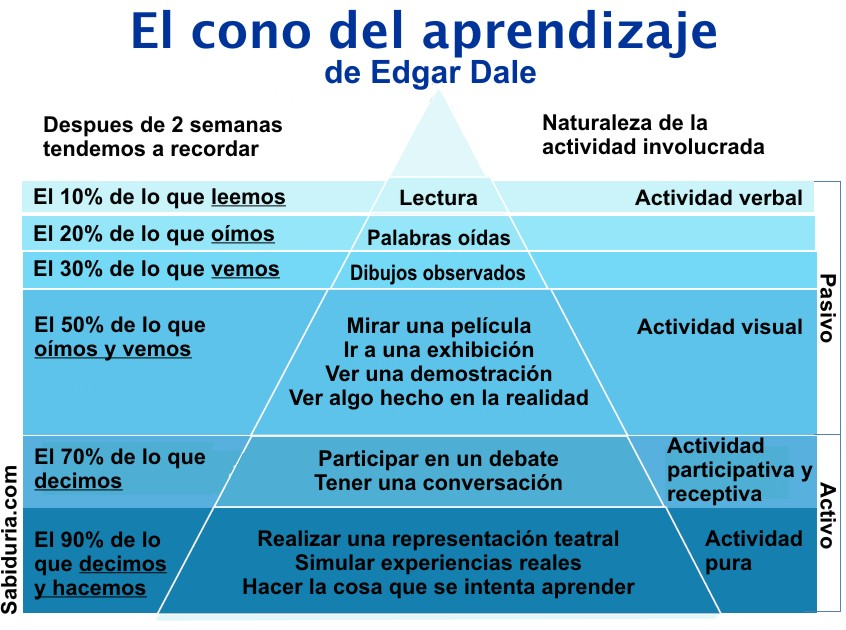 El cono del aprendizaje
de Edgar Dale
Despues de 2 semanas
tendemos a recordar
Naturaleza de la
actividad involucrada
El 10% de lo que leemos
Lectura
Actividad verbal
El 20% de lo que oímos
Palabras oídas
El 30% de lo que vemos
Dibujos observados
El 50% de lo que
oímos y vemos
Mirar una película
Ir a una exhibición
Ver una demostración
Ver algo hecho en la realidad
Actividad visual
Pasivo
El 70% de lo que
decimos
Participar en un debate
Tener una conversación
Actividad
participativa y
receptiva
El 90% de lo
que decimos
y hacemos
Realizar una representación teatral
Simular experiencias reales
Hacer la cosa que se intenta aprender
Actividad
pura
Activo
Sabiduria.com